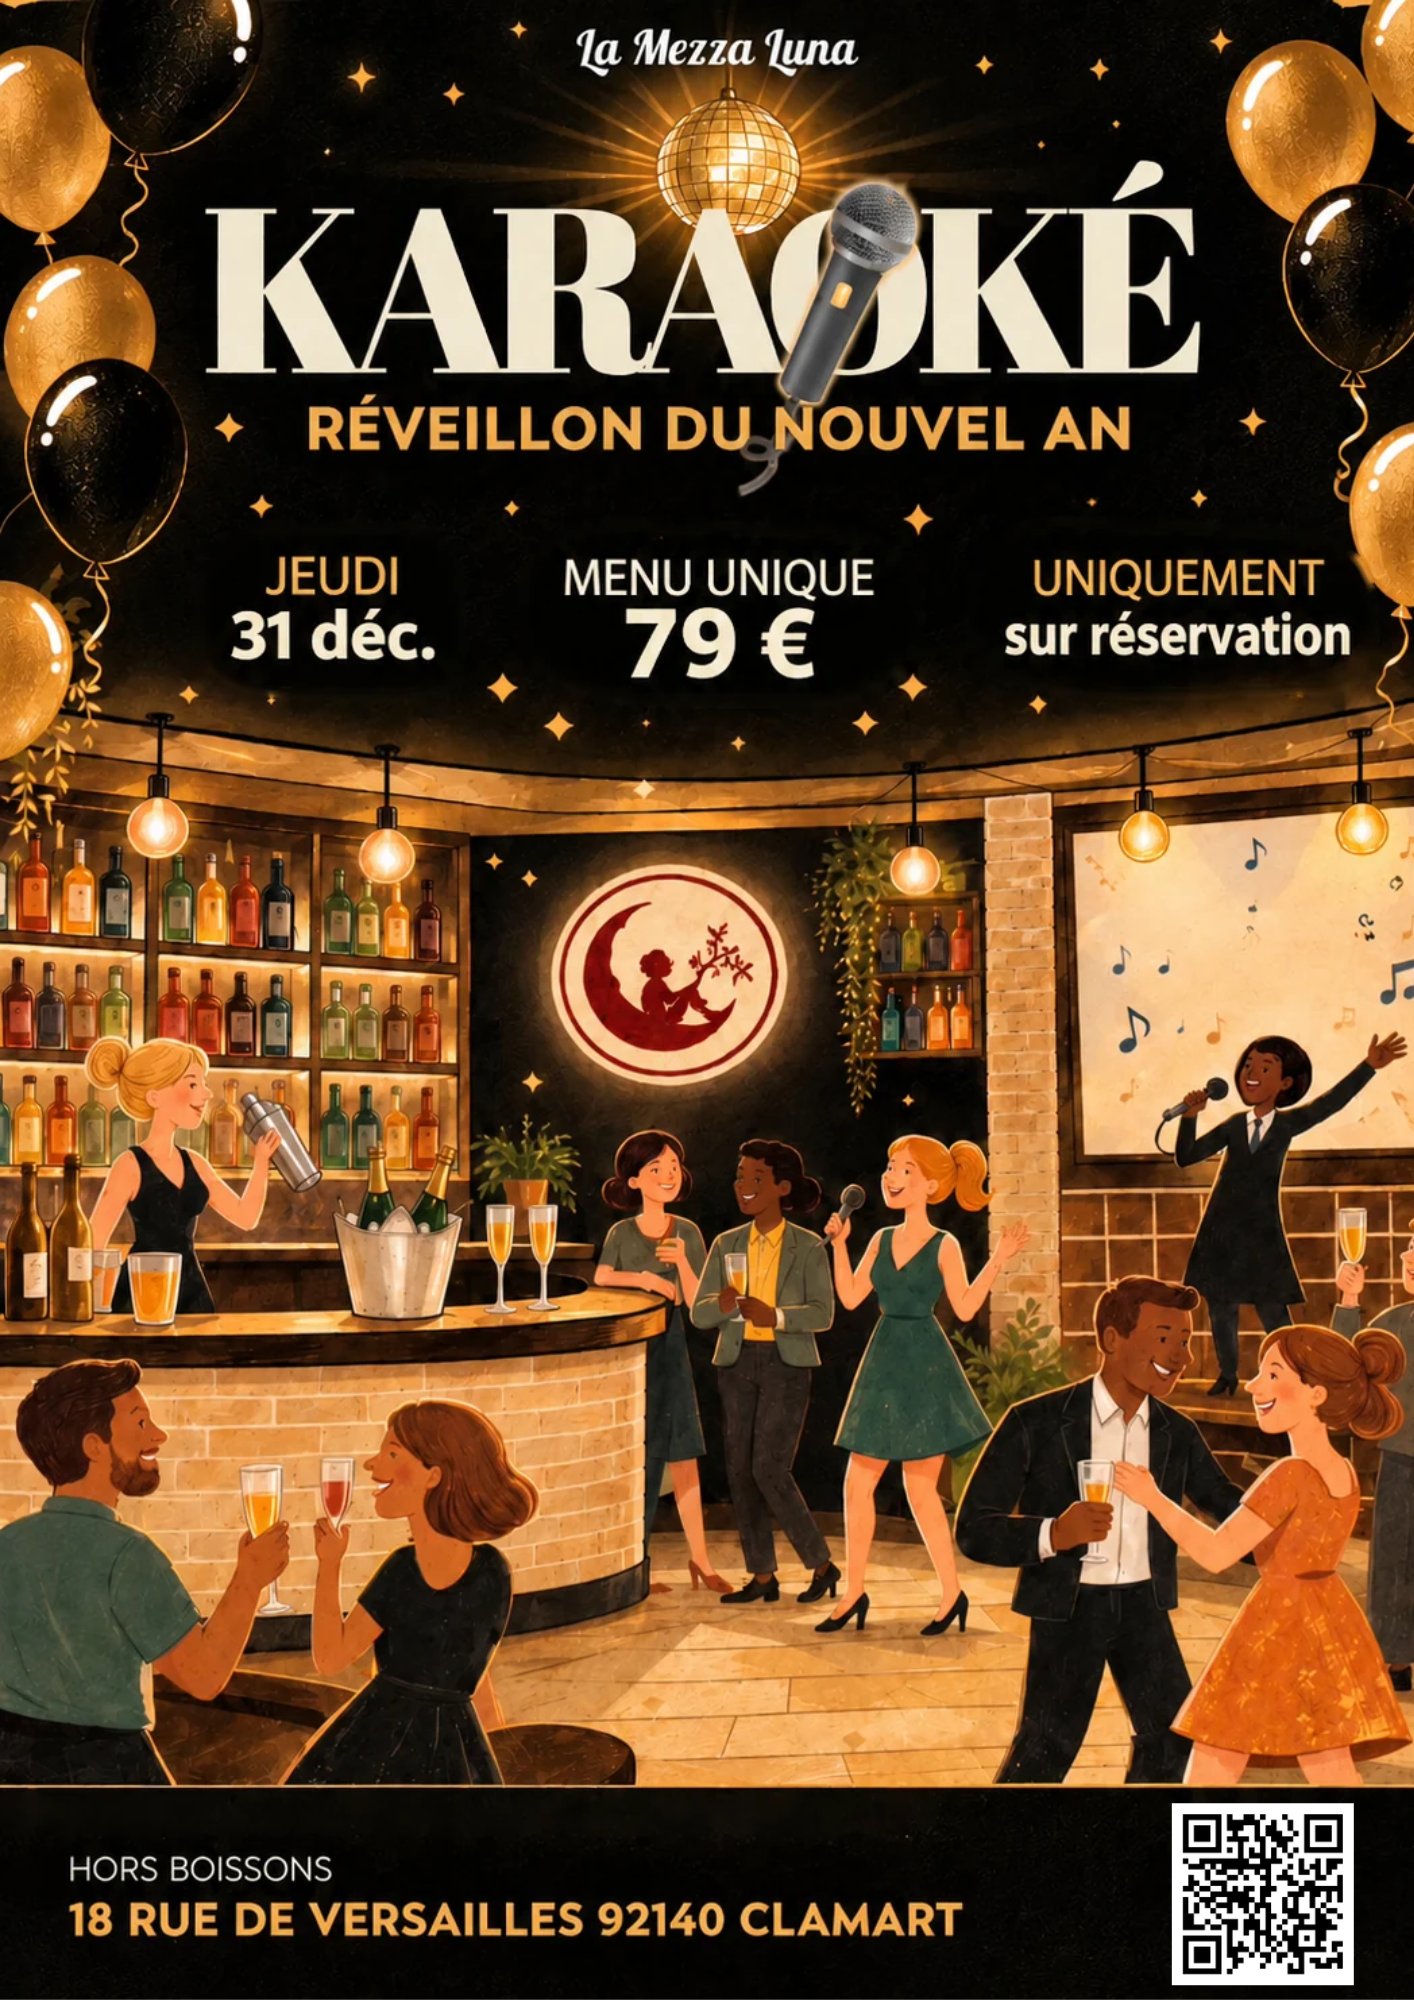 La Mezza Luna
KARAOKÉ
RÉVEILLON DU NOUVEL AN
JEUDI
31 déc.
MENU UNIQUE
79 €
UNIQUEMENT
sur réservation
HORS BOISSONS
18 RUE DE VERSAILLES 92140 CLAMART